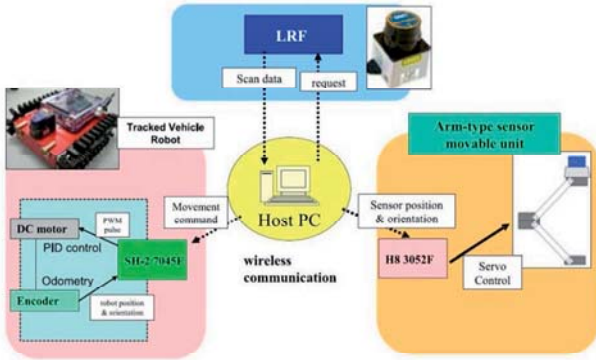 LRF
Scan data
request
Tracked Vehicle
Robot
Arm-type sensor
movable unit
Movement
command
Host PC
Sensor position
& orientation
DC motor
PWM
pulse
PID control
SH-2/7045F
Odometry
Encoder
robot position
& orientation
wireless
communication
H8 3052F
Servo
Control